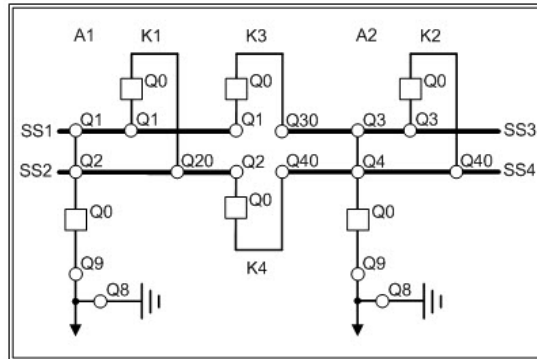 A1 K1 K3 A2 K2
Q0 Q0 Q0
SS1 Q1 Q1 Q1 Q30 Q3 Q3 SS3
SS2 Q2 Q20 Q2 Q40 Q4 Q40 SS4
Q0 Q0 Q0
K4
Q9 Q9
Q8 Q8